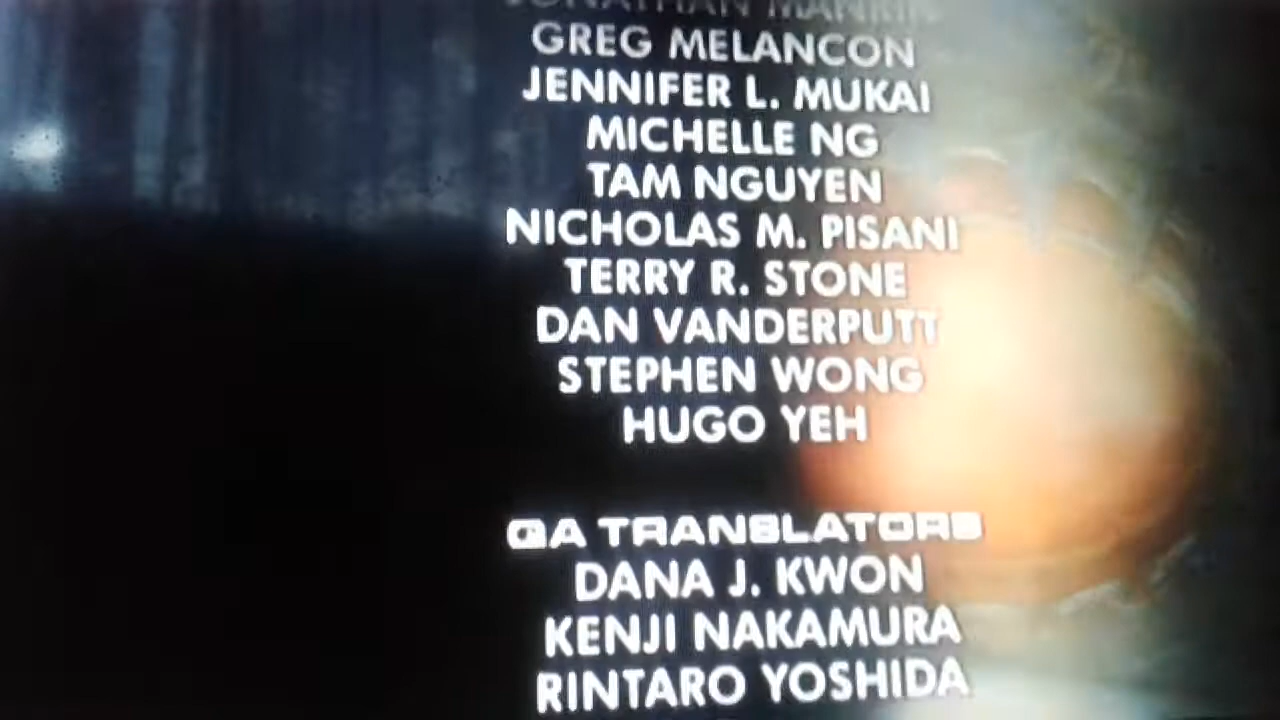 JONATHAN
GREG MELANCON
JENNIFER L. MUKAI
MICHELLE NG
TAM NGUYEN
NICHOLAS M. PISANI
TERRY R. STONE
DAN VANDERPUTT
STEPHEN WONG
HUGO YEH
QA TRANSLATORS
DANA J. KWON
KENJI NAKAMURA
RINTARO YOSHIDA